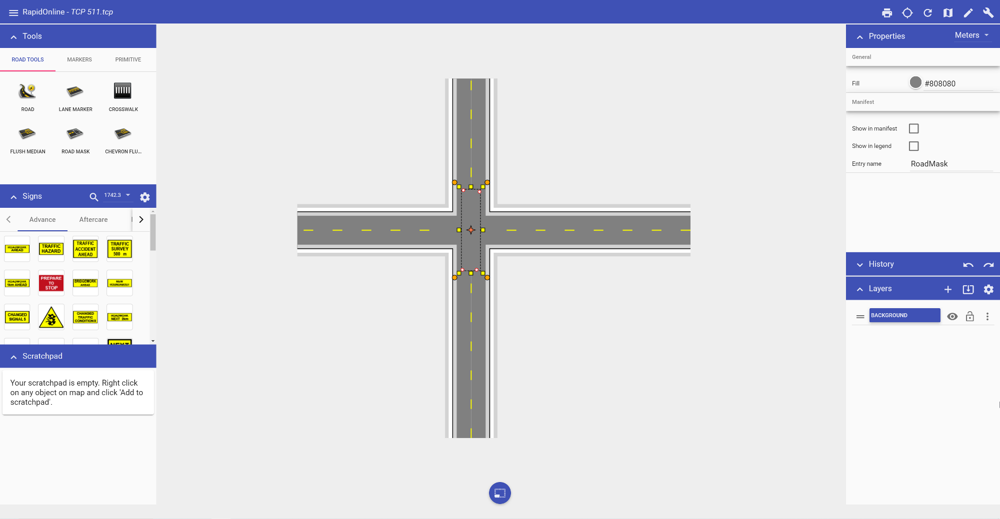 RapidOnline - TCP 511.tcp
Tools
ROAD TOOLS MARKERS PRIMITIVE
ROAD LANE MARKER CROSSWALK
FLUSH MEDIAN ROAD MASK CHEVRON FLU...
Signs 1742.3
Advance Aftercare
ROADWORK
AHEAD
TRAFFIC
HAZARD
TRAFFIC
ACCIDENT
AHEAD
TRAFFIC
SURVEY
500 m
ROADWORK
1km AHEAD
PREPARE
TO
STOP
BRIDGEWORK
AHEAD
NEW
ROUNDABOUT
CHANGED
SIGNALS
CHANGED
TRAFFIC
CONDITIONS
ROADWORK
NEXT 2km
NEXT
Scratchpad
Your scratchpad is empty. Right click
on any object on map and click 'Add to
scratchpad'.
Properties Meters
General
Fill #808080
Manifest
Show in manifest
Show in legend
Entry name RoadMask
History
Layers
BACKGROUND